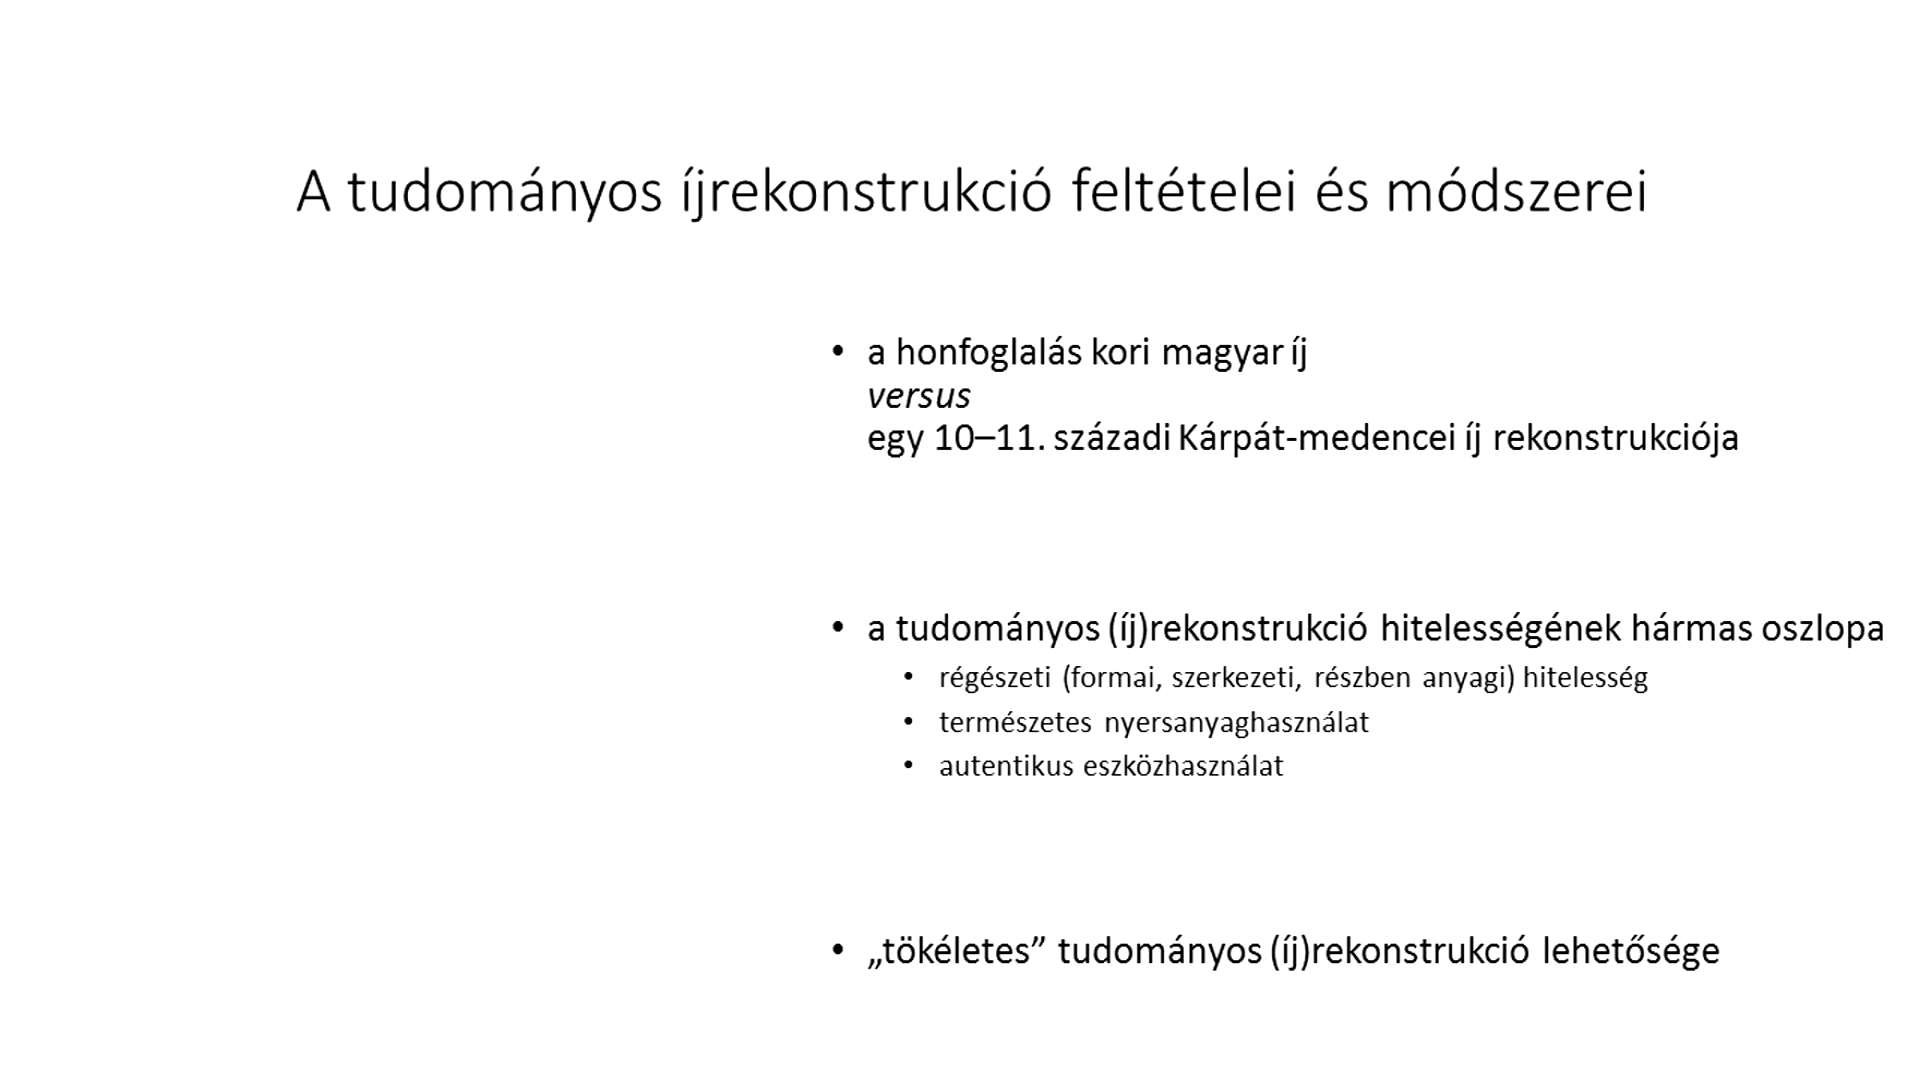 A tudományos íjrekonstrukció feltételei és módszerei
• a honfoglalás kori magyar íj
versus
egy 10–11. századi Kárpát-medencei íj rekonstrukciója
• a tudományos (íj)rekonstrukció hitelességének hármas oszlopa
• régészeti (formai, szerkezeti, részben anyagi) hitelesség
• természetes nyersanyaghasználat
• autentikus eszközhasználat
• „tökéletes” tudományos (íj)rekonstrukció lehetősége